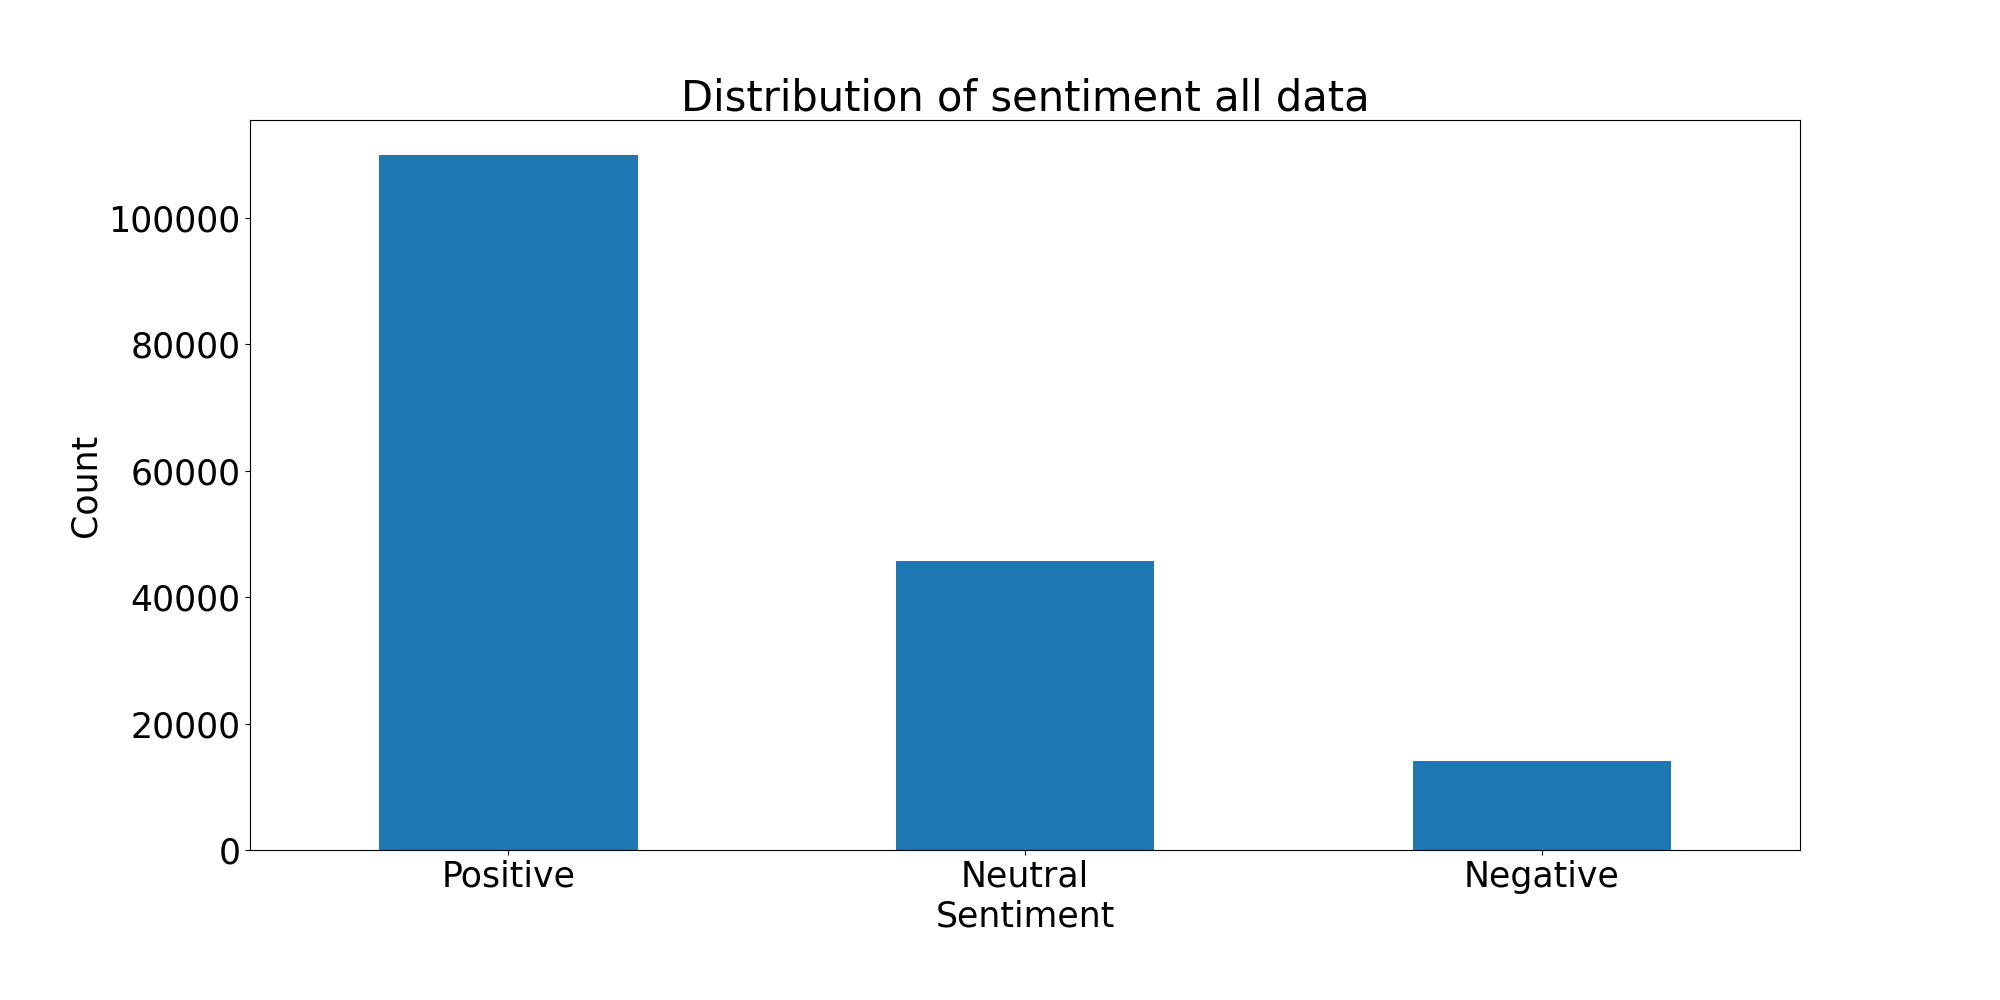 Distribution of sentiment all data
100000
80000
60000
40000
20000
0
Count
Positive
Neutral
Negative
Sentiment